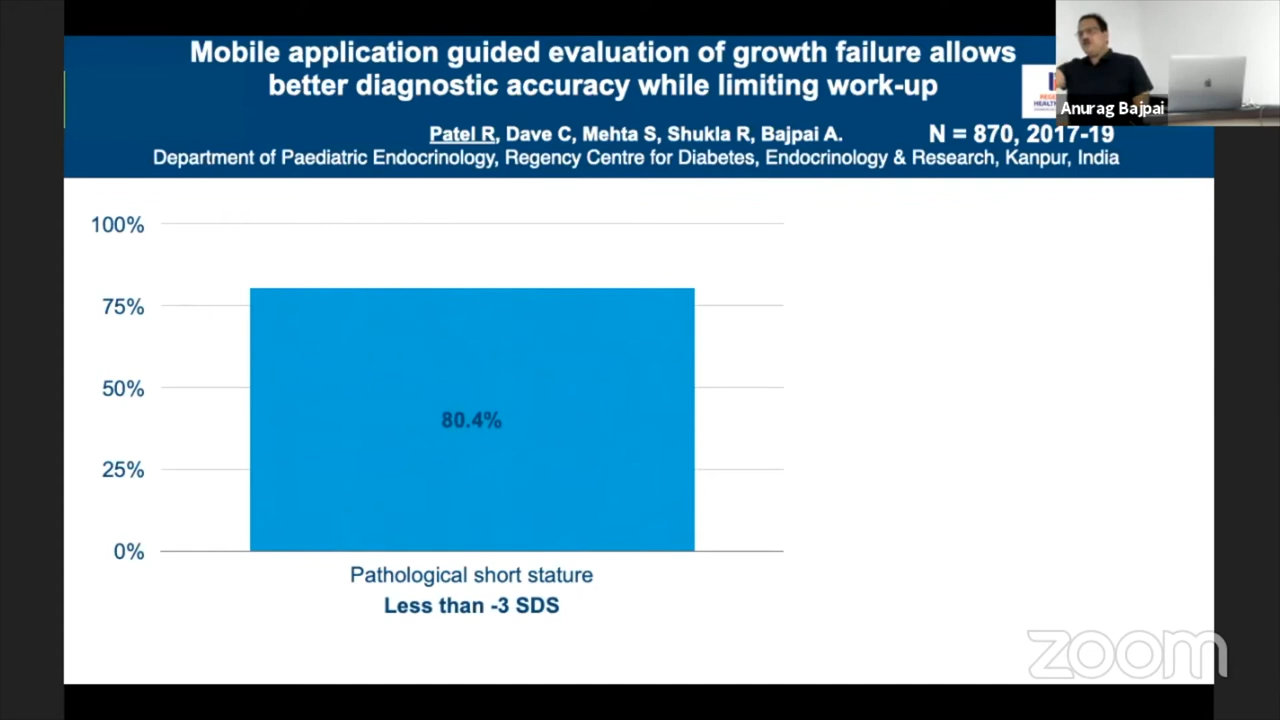 Mobile application guided evaluation of growth failure allows
better diagnostic accuracy while limiting work-up
Anurag Bajpai
Patel R, Dave C, Mehta S, Shukla R, Bajpai A. N = 870, 2017-19
Department of Paediatric Endocrinology, Regency Centre for Diabetes, Endocrinology & Research, Kanpur, India
100%
75%
50%
80.4%
25%
0%
Pathological short stature
Less than -3 SDS
zoom